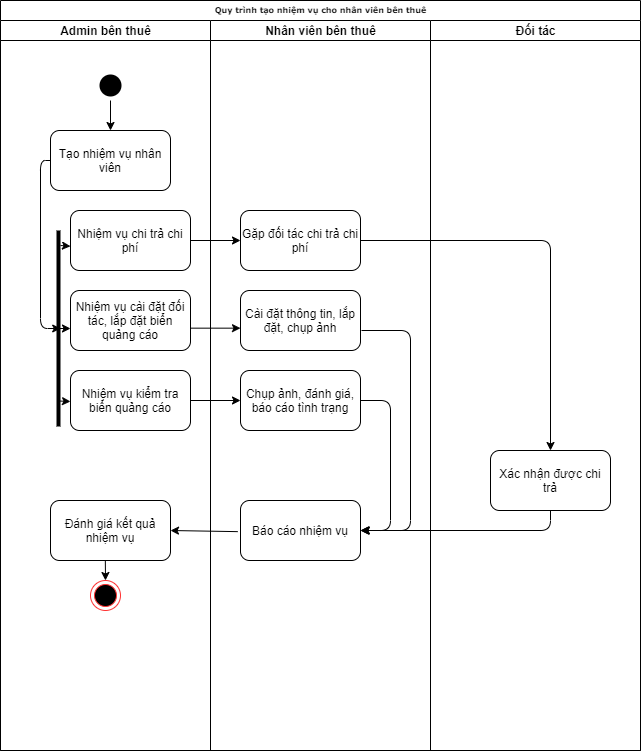 Quy trình tạo nhiệm vụ cho nhân viên bên thuê
Admin bên thuê
Nhân viên bên thuê
Đối tác
Tạo nhiệm vụ nhân
viên
Nhiệm vụ chi trả chi
phí
Gặp đối tác chi trả chi
phí
Nhiệm vụ cài đặt đối
tác, lắp đặt biển
quảng cáo
Cài đặt thông tin, lắp
đặt, chụp ảnh
Nhiệm vụ kiểm tra
biển quảng cáo
Chụp ảnh, đánh giá,
báo cáo tình trạng
Xác nhận được chi
trả
Đánh giá kết quả
nhiệm vụ
Báo cáo nhiệm vụ